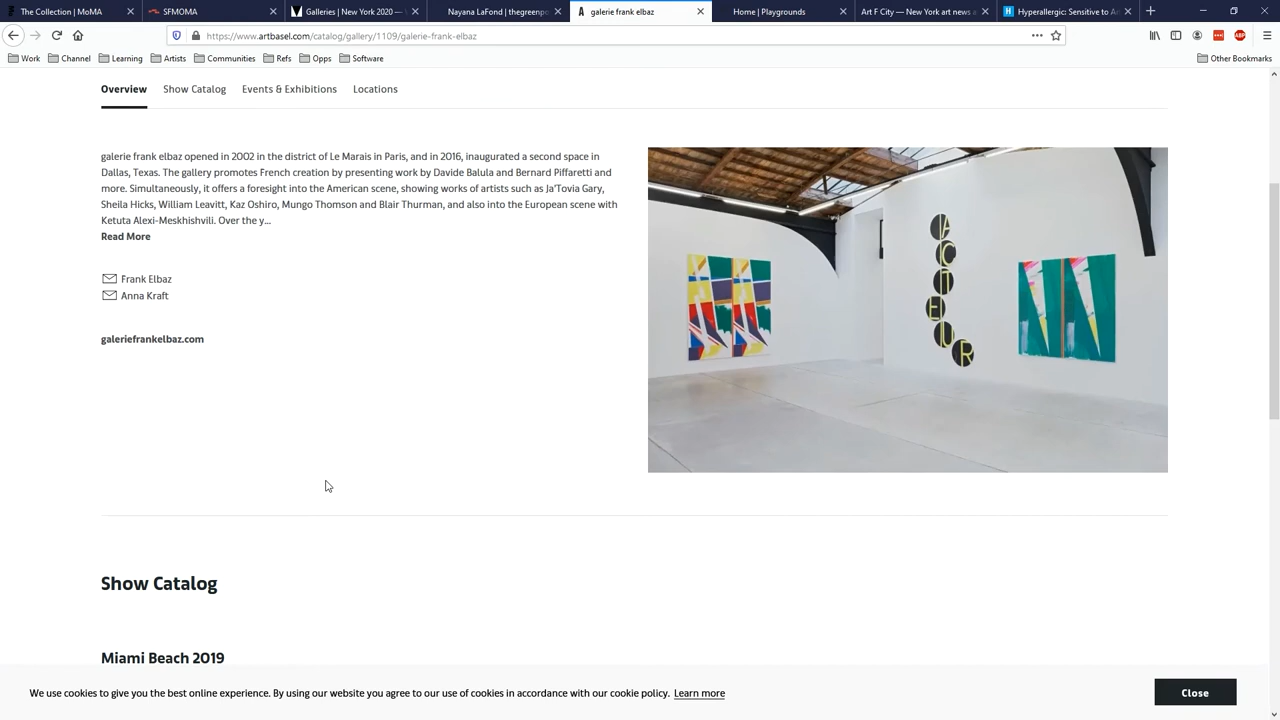 The Collection | MoMA
SFMOMA
Galleries | New York 2020 —
Nayana LaFond | thegreenpo
galerie frank elbaz
Home | Playgrounds
Art F City — New York art news a
Hyperallergic: Sensitive to Ar
https://www.artbasel.com/catalog/gallery/1109/galerie-frank-elbaz
Work
Channel
Learning
Artists
Communities
Refs
Opps
Software
Other Bookmarks
Overview
Show Catalog
Events & Exhibitions
Locations
galerie frank elbaz opened in 2002 in the district of Le Marais in Paris, and in 2016, inaugurated a second space in
Dallas, Texas. The gallery promotes French creation by presenting work by Davide Balula and Bernard Piffaretti and
more. Simultaneously, it offers a foresight into the American scene, showing works of artists such as Ja'Tovia Gary,
Sheila Hicks, William Leavitt, Kaz Oshiro, Mungo Thomson and Blair Thurman, and also into the European scene with
Ketuta Alexi-Meskhishvili. Over the y...
Read More
Frank Elbaz
Anna Kraft
galeriefrankelbaz.com
ACTEUR
Show Catalog
Miami Beach 2019
We use cookies to give you the best online experience. By using our website you agree to our use of cookies in accordance with our cookie policy. Learn more
Close